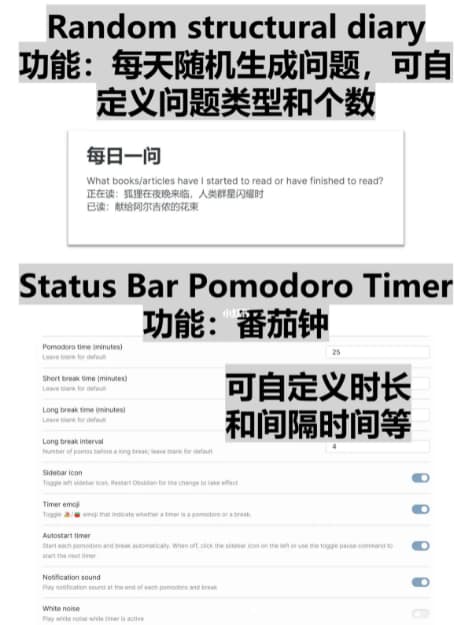 Random structural diary
功能：每天随机生成问题，可自
定义问题类型和个数
每日一问
What books/articles have I started to read or have finished to read?
正在读：狐狸在夜晚来临，人类群星闪耀时
已读：献给阿尔吉侬的花束
Status Bar Pomodoro Timer
功能：番茄钟
Pomodoro time (minutes)
Leave blank for default
25
Short break time (minutes)
Leave blank for default
可自定义时长
和间隔时间等
Long break time (minutes)
Leave blank for default
Long break interval
Number of pomos before a long break; leave blank for default
4
Sidebar icon
Toggle left sidebar icon. Restart Obsidian for the change to take effect
Timer emoji
Toggle 🍅/🥤 emoji that indicate whether a timer is a pomodoro or a break.
Autostart timer
Start each pomodoro and break automatically. When off, click the sidebar icon on the left or use the toggle pause command to
start the next timer
Notification sound
Play notification sound at the end of each pomodoro and break
White noise
Play white noise while timer is active